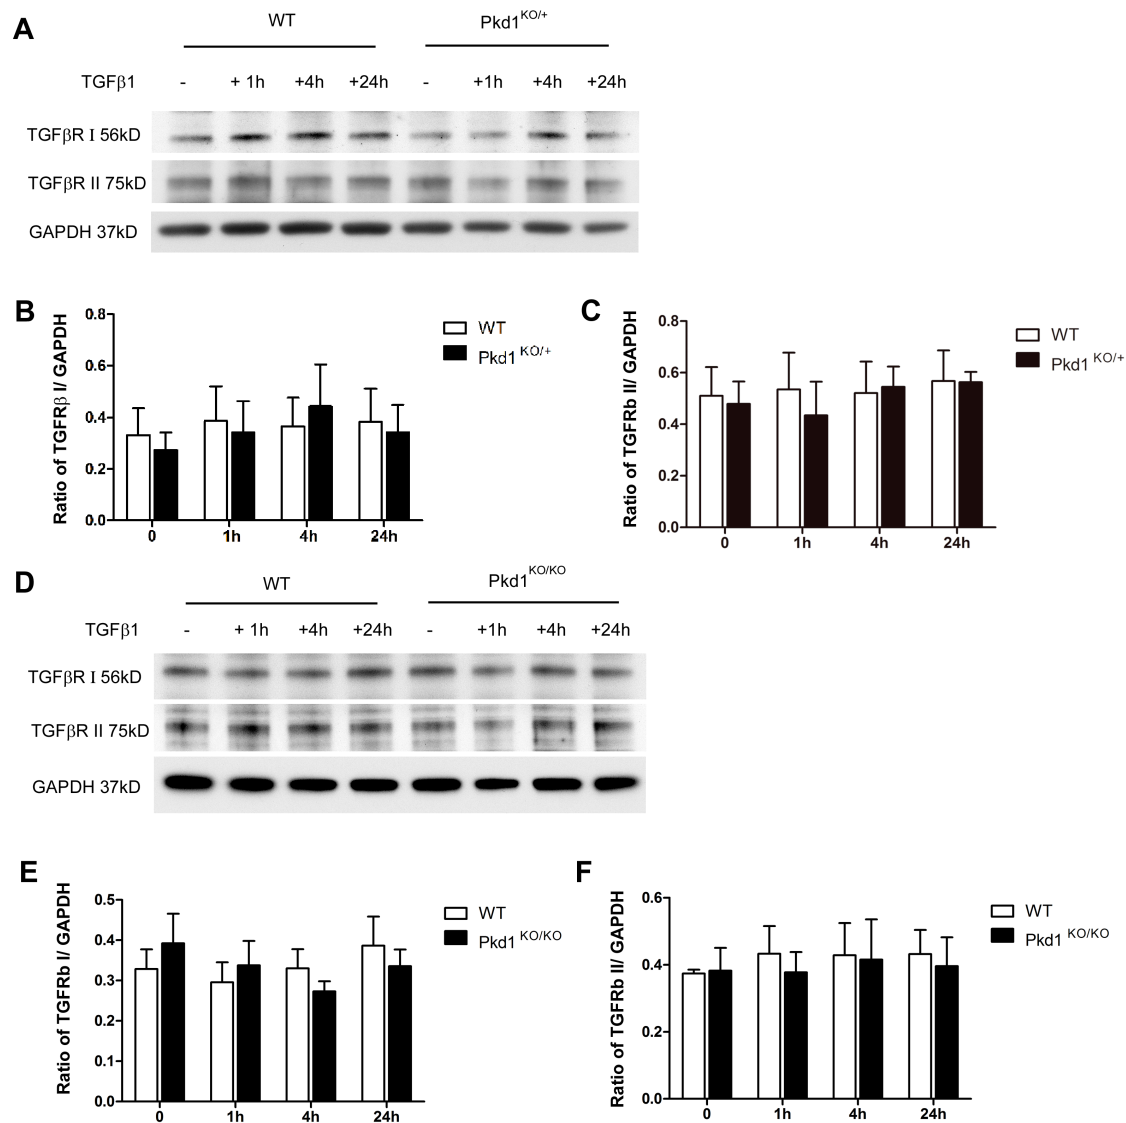 A
WT Pkd1KO/+
TGFβ1 - + 1h +4h +24h - +1h +4h +24h
TGFβR I 56kD
TGFβR II 75kD
GAPDH 37kD
B
Ratio of TGFRβ I/ GAPDH
0.8
0.6
0.4
0.2
0.0
0 1h 4h 24h
WT
Pkd1 KO/+
C
Ratio of TGFRb II/ GAPDH
0.8
0.6
0.4
0.2
0.0
0 1h 4h 24h
WT
Pkd1 KO/+
D
WT Pkd1KO/KO
TGFβ1 - + 1h +4h +24h - +1h +4h +24h
TGFβR I 56kD
TGFβR II 75kD
GAPDH 37kD
E
Ratio of TGFRb I/ GAPDH
0.5
0.4
0.3
0.2
0.1
0.0
0 1h 4h 24h
WT
Pkd1 KO/KO
F
Ratio of TGFRb II/ GAPDH
0.6
0.4
0.2
0.0
0 1h 4h 24h
WT
Pkd1 KO/KO